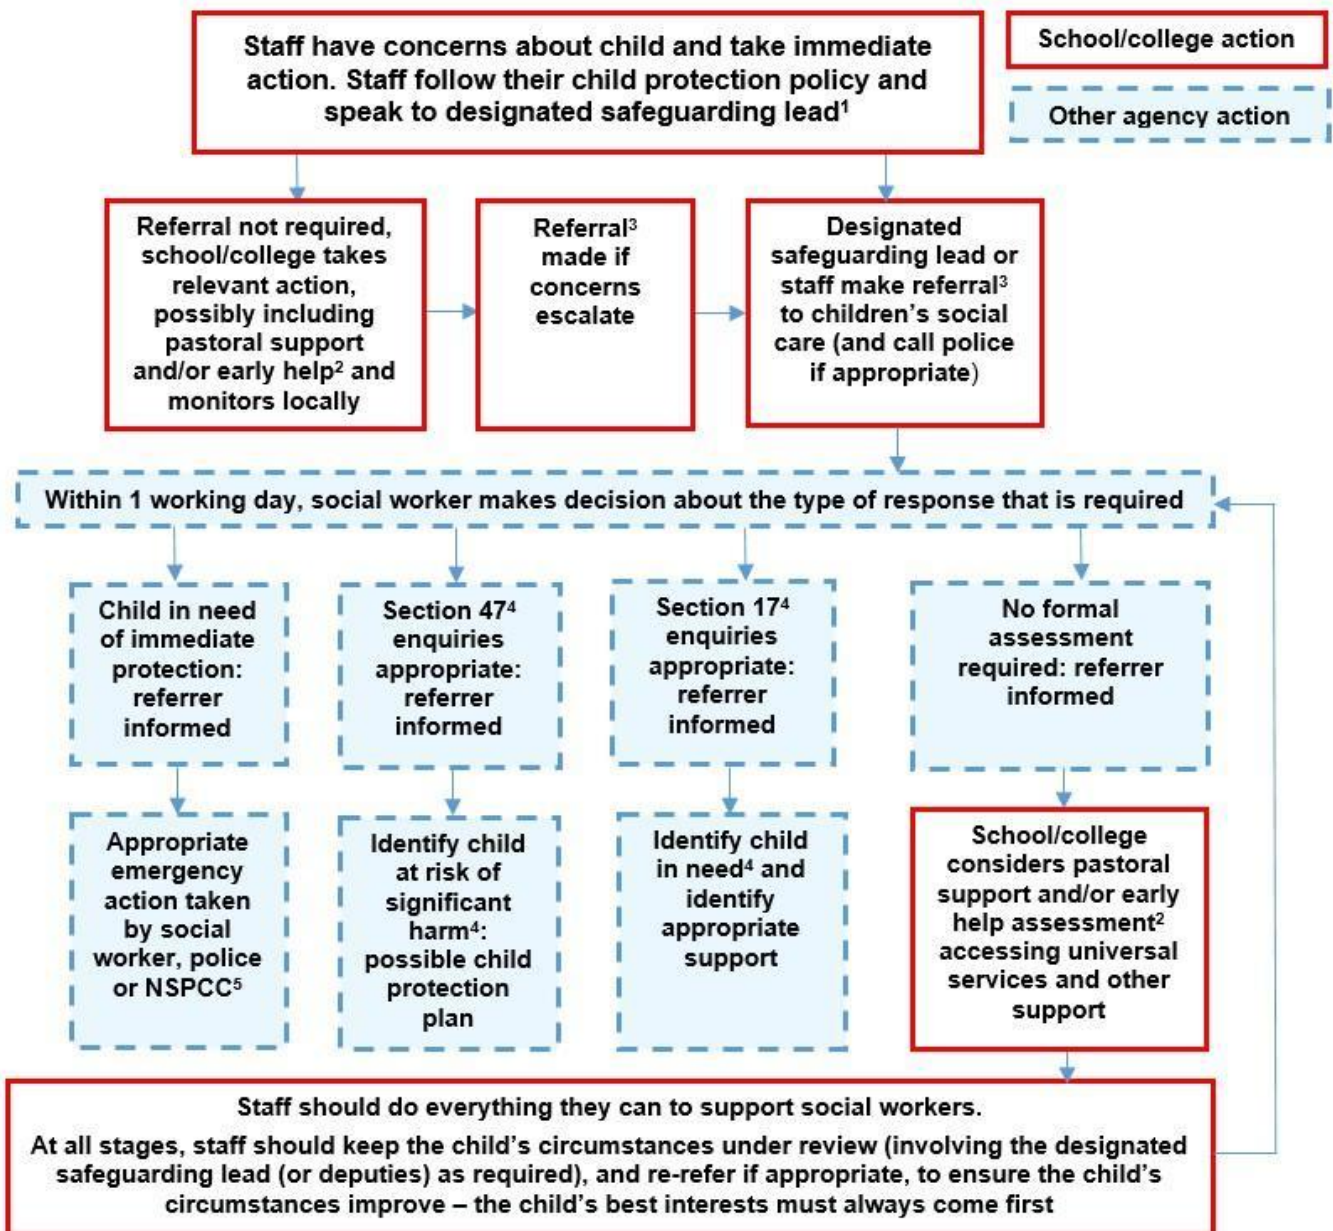 Staff have concerns about child and take immediate
action. Staff follow their child protection policy and
speak to designated safeguarding lead¹
School/college action
Other agency action
Referral not required,
school/college takes
relevant action,
possibly including
pastoral support
and/or early help² and
monitors locally
Referral³
made if
concerns
escalate
Designated
safeguarding lead or
staff make referral³
to children’s social
care (and call police
if appropriate)
Within 1 working day, social worker makes decision about the type of response that is required
Child in need
of immediate
protection:
referrer
informed
Section 47⁴
enquiries
appropriate:
referrer
informed
Section 17⁴
enquiries
appropriate:
referrer
informed
No formal
assessment
required: referrer
informed
Appropriate
emergency
action taken
by social
worker, police
or NSPCC⁵
Identify child
at risk of
significant
harm⁴:
possible child
protection
plan
Identify child
in need⁴ and
identify
appropriate
support
School/college
considers pastoral
support and/or early
help assessment²
accessing universal
services and other
support
Staff should do everything they can to support social workers.
At all stages, staff should keep the child’s circumstances under review (involving the designated
safeguarding lead (or deputies) as required), and re-refer if appropriate, to ensure the child’s
circumstances improve – the child’s best interests must always come first